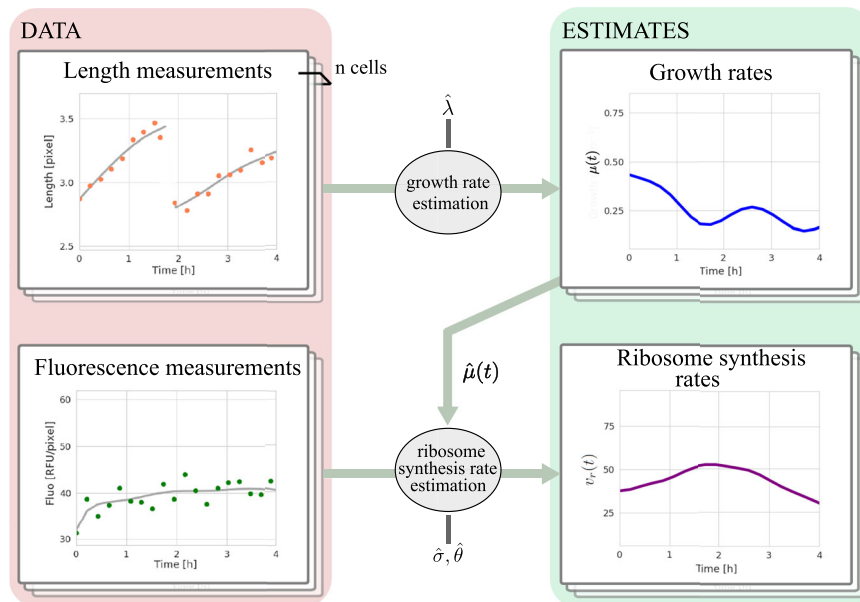 DATA
Length measurements
n cells
Length [pixel]
3.5
3.0
2.5
0
1
2
3
4
Time [h]
Fluorescence measurements
Fluo [RFU/pixel]
60
50
40
30
0
1
2
3
4
Time [h]
λ̂
growth rate
estimation
μ̂(t)
ribosome
synthesis rate
estimation
σ̂, θ̂
ESTIMATES
Growth rates
μ(t)
0.75
0.50
0.25
0
1
2
3
4
Time [h]
Ribosome synthesis
rates
vᵣ(t)
75
50
25
0
1
2
3
4
Time [h]